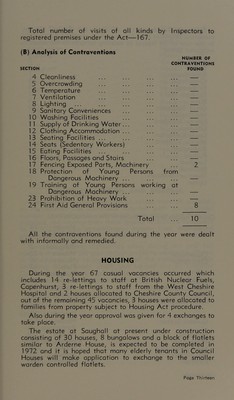 Total number of visits of all kinds by Inspectors to
registered premises under the Act—167.
(B) Analysis of Contraventions
NUMBER OF
CONTRAVENTIONS
SECTION FOUND
4 Cleanliness ... ... ... ... —
5 Overcrowding ... ... ... ... —
6 Temperature ... ... ... ... —
7 Ventilation ... ... ... ... —
8 Lighting ... ... ... ... ... —
9 Sanitary Conveniences ... ... ... —
10 Washing Facilities ... ... ... —
11 Supply of Drinking Water ... ... ... —
12 Clothing Accommodation ... ... ... —
13 Seating Facilities ... ... ... —
14 Seats (Sedentary Workers) ... ... —
15 Eating Facilities ... ... ... —
16 Floors, Passages and Stairs ... ... —
17 Fencing Exposed Parts, Machinery ... 2
18 Protection of Young Persons from
Dangerous Machinery ... ... ... —
19 Training of Young Persons working at
Dangerous Machinery ... ... ... —
23 Prohibition of Heavy Work ... ... —
24 First Aid General Provisions ... ... 8
Total ... 10
All the contraventions found during the year were dealt
with informally and remedied.
HOUSING
During the year 67 casual vacancies occurred which
includes 14 re-lettings to staff at British Nuclear Fuels,
Capenhurst, 3 re-lettings to staff from the West Cheshire
Hospital and 2 houses allocated to Cheshire County Council,
out of the remaining 45 vacancies, 3 houses were allocated to
families from property subject to Housing Act procedure.
Also during the year approval was given for 4 exchanges to
take place.
The estate at Saughall at present under construction
consisting of 30 houses, 8 bungalows and a block of flatlets
similar to Arderne House, is expected to be completed in
1972 and it is hoped that many elderly tenants in Council
Houses will make application to exchange to the smaller
warden controlled flatlets.
Page Thirteen